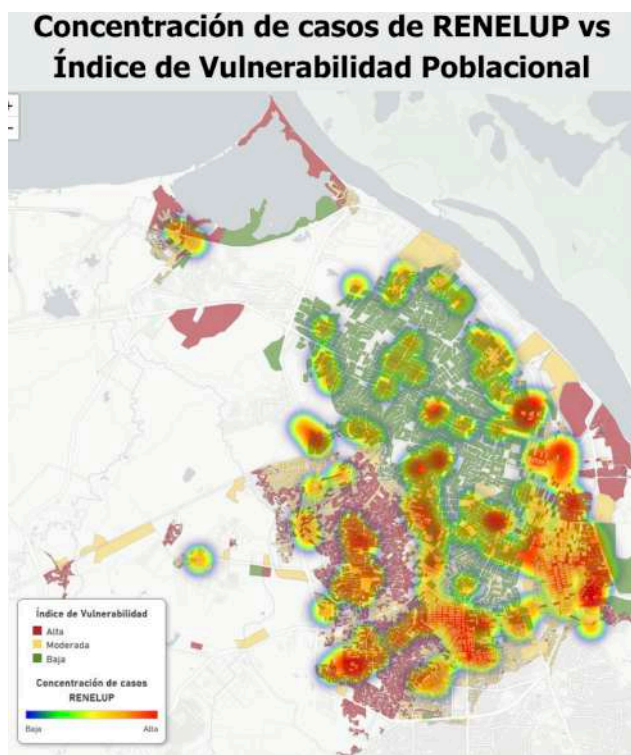 Concentración de casos de RENELUP vs
Índice de Vulnerabilidad Poblacional
+
−
Índice de Vulnerabilidad
Alta
Moderada
Baja
Concentración de casos
RENELUP
Baja Alta